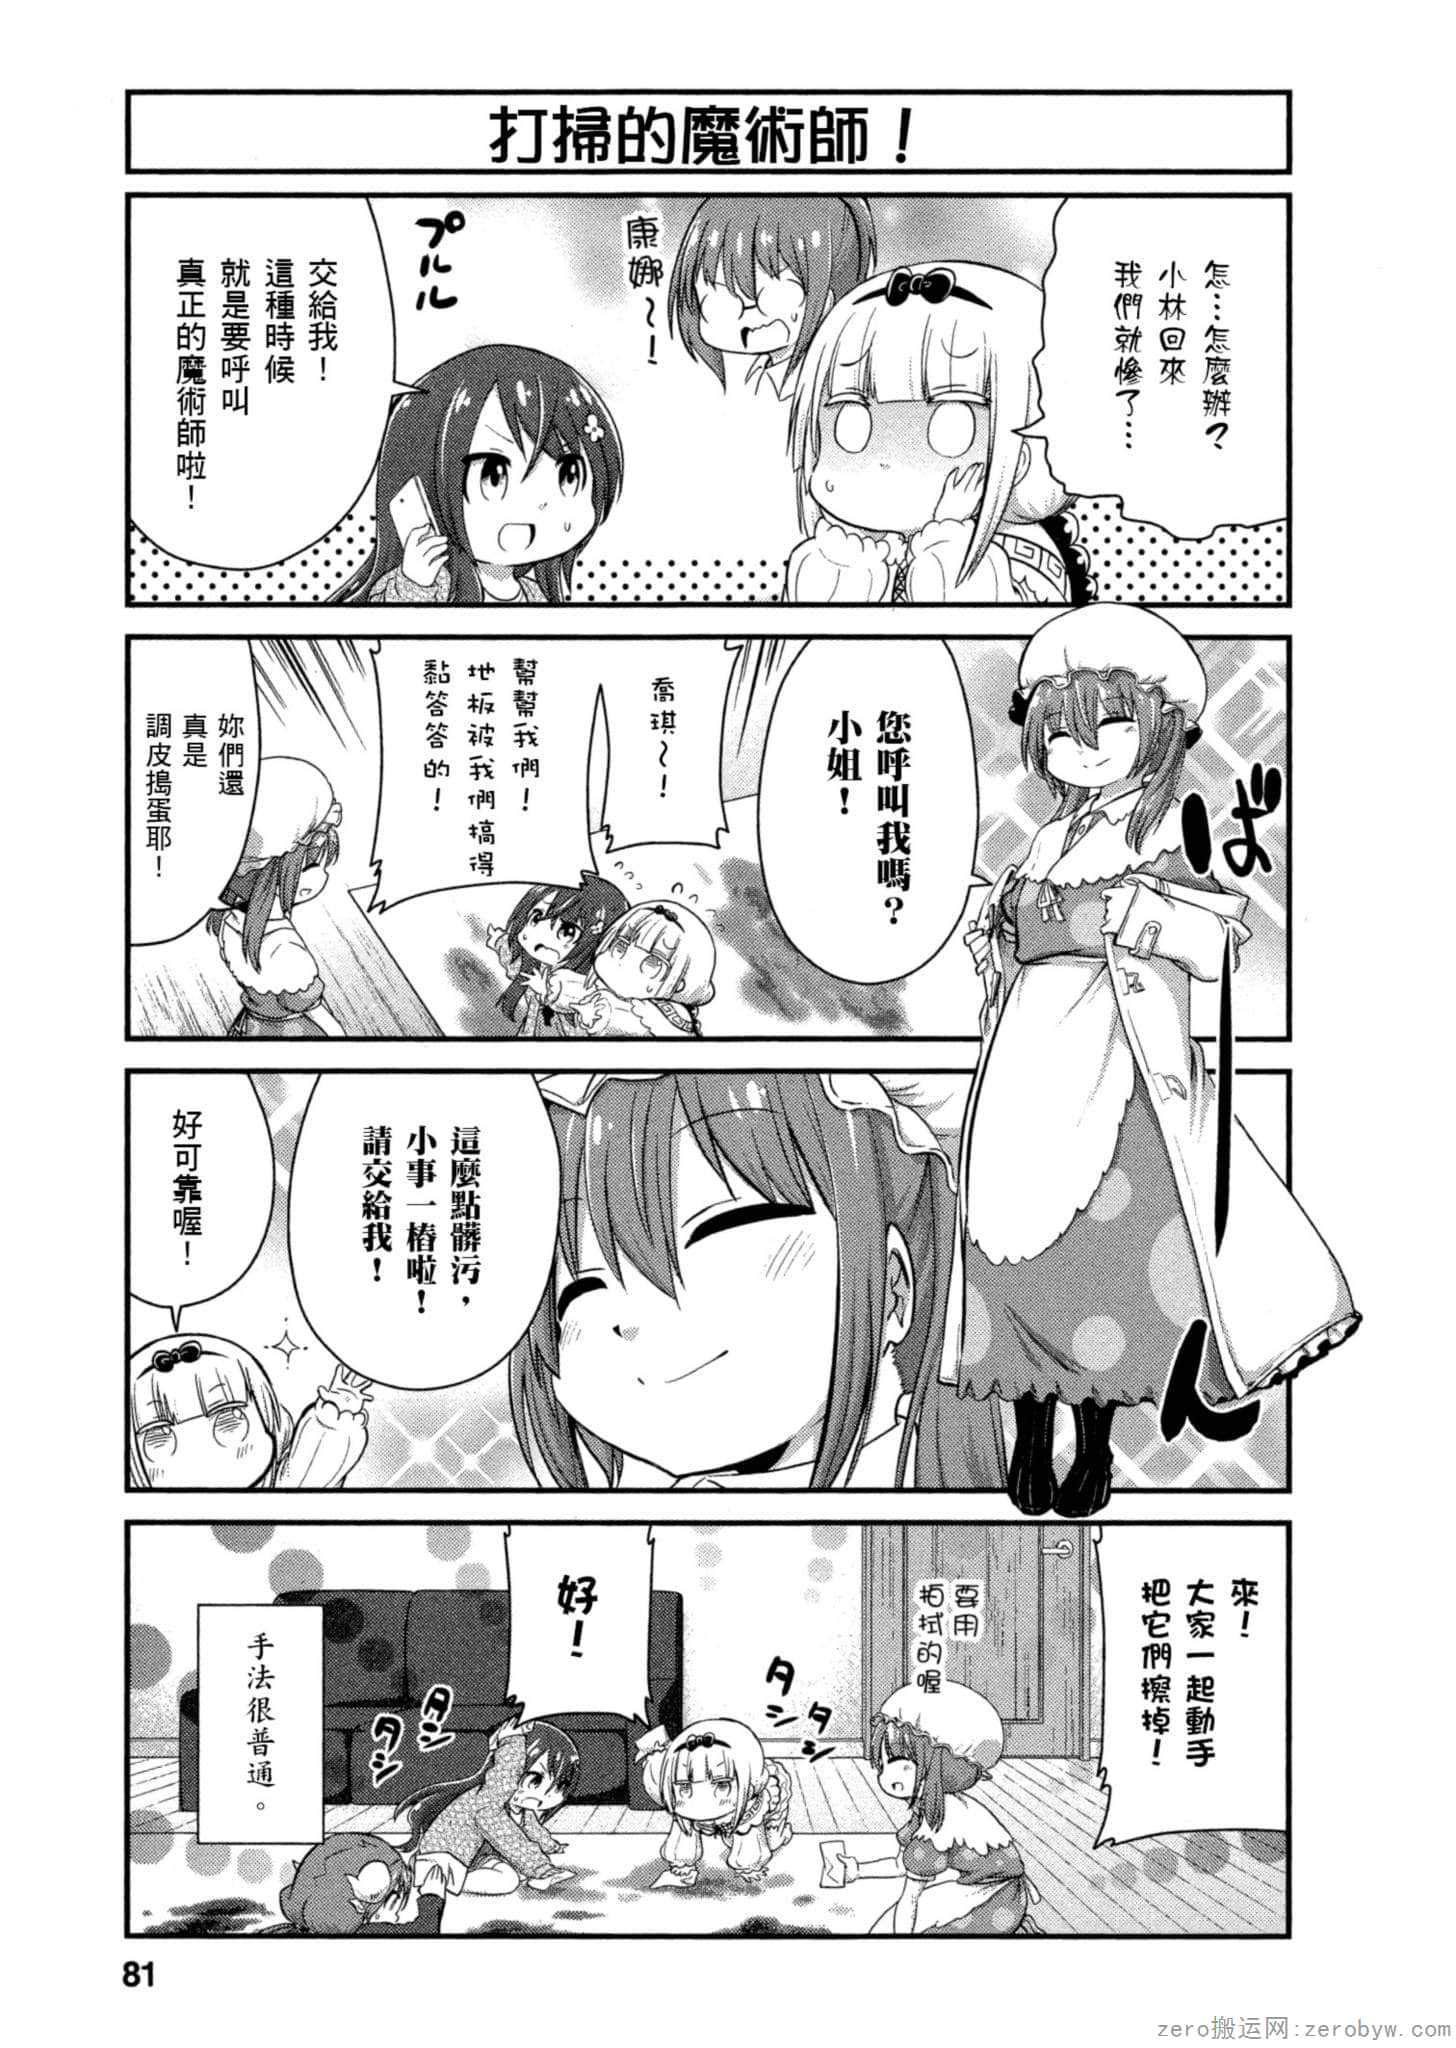 打掃的魔術師！
怎…怎麼辦？
小林回來
我們就慘了…
康娜～！
プルルル
交給我！
這種時候
就是要呼叫
真正的魔術師啦！
ばーん
您呼叫我嗎？
小姐！
喬琪～！
幫幫我們！
地板被我們搞得
黏答答的！
妳們還
真是
調皮搗蛋耶！
這麼點髒污，
小事一樁啦！
請交給我！
好可靠喔！
來！
大家一起動手
把它們擦掉！
要用
拍拭的喔
好！
タシタシ
タシタシ
手法很普通。
81
zero搬运网:zerobyw.com